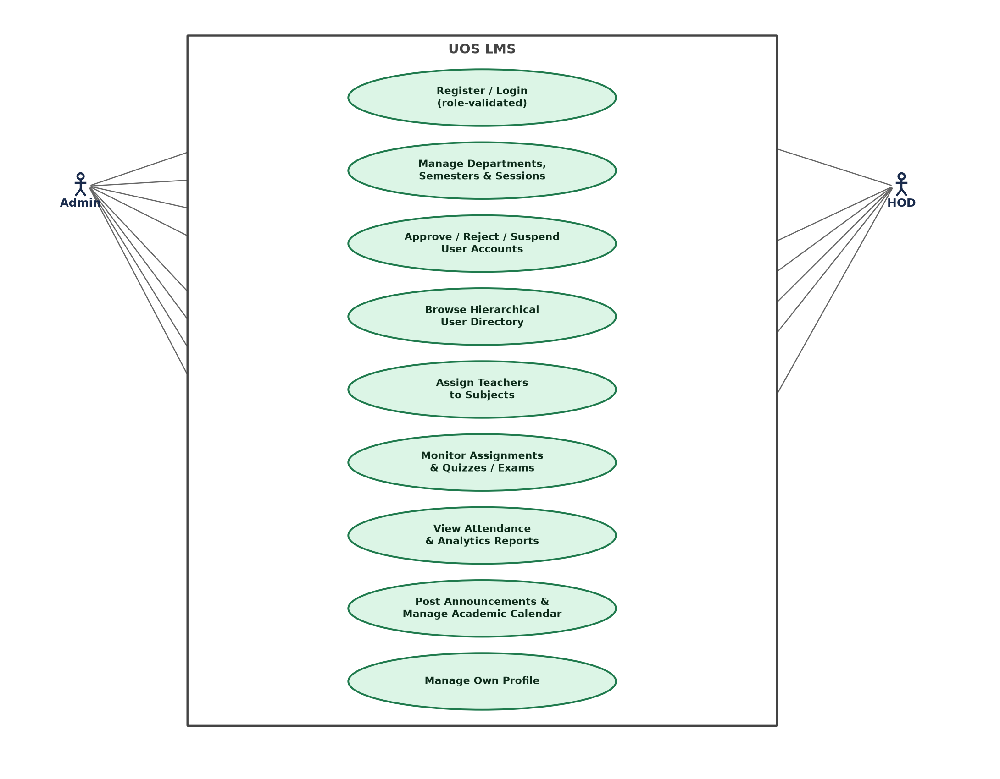 UOS LMS
Register / Login
(role-validated)
Manage Departments,
Semesters & Sessions
Admin
HOD
Approve / Reject / Suspend
User Accounts
Browse Hierarchical
User Directory
Assign Teachers
to Subjects
Monitor Assignments
& Quizzes / Exams
View Attendance
& Analytics Reports
Post Announcements &
Manage Academic Calendar
Manage Own Profile